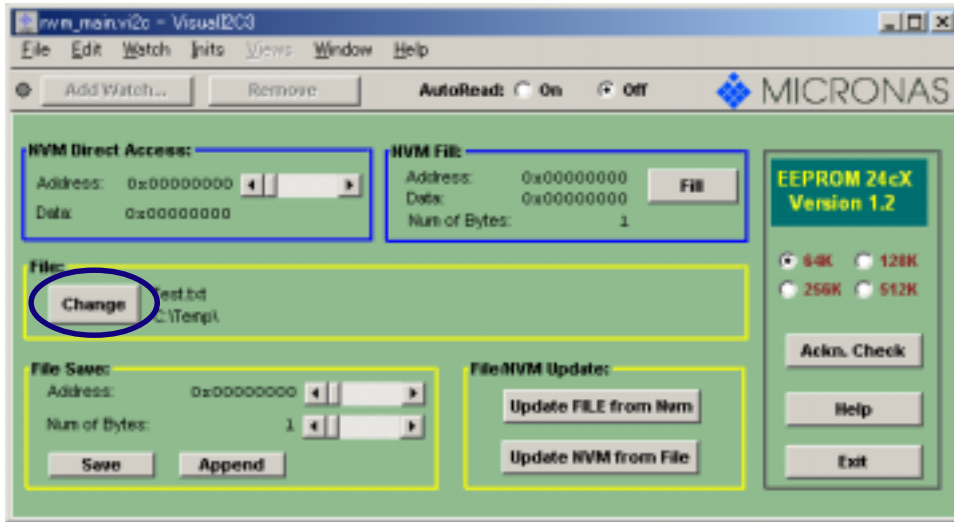 nvm_main.vi2c - VisualI2C3
File Edit Watch Inits Views Window Help
Add Watch... Remove AutoRead: On Off MICRONAS
NVM Direct Access:
Address: 0x00000000
Data: 0x00000000
NVM Fill:
Address: 0x00000000
Data: 0x00000000
Num of Bytes: 1
Fill
EEPROM 24cX
Version 1.2
64K 128K
256K 512K
File:
Change
Test.txt
C:\Temp\
File Save:
Address: 0x00000000
Num of Bytes: 1
Save Append
File/NVM Update:
Update FILE from Nvm
Update NVM from File
Ackn. Check
Help
Exit